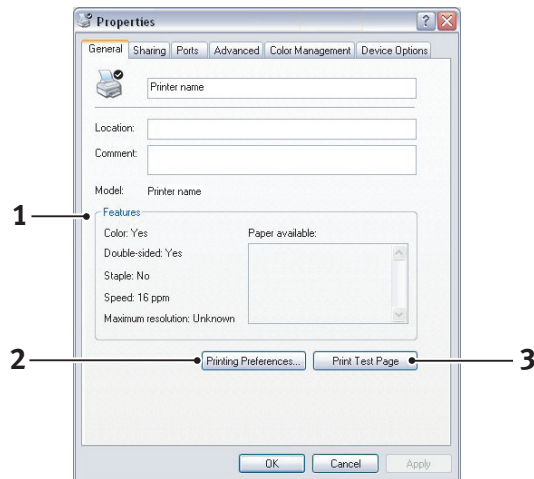 Properties
General Sharing Ports Advanced Color Management Device Options
Printer name
Location:
Comment:
Model: Printer name
1
Features
Color: Yes Paper available:
Double-sided: Yes
Staple: No
Speed: 16 ppm
Maximum resolution: Unknown
2 Printing Preferences... Print Test Page 3
OK Cancel Apply